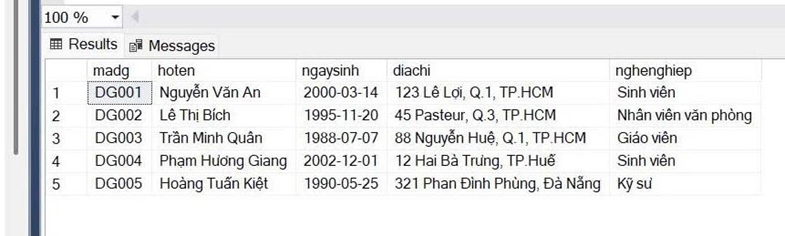 100 %
Results Messages
madg hoten ngaysinh diachi nghenghiep
1 DG001 Nguyễn Văn An 2000-03-14 123 Lê Lợi, Q.1, TP.HCM Sinh viên
2 DG002 Lê Thị Bích 1995-11-20 45 Pasteur, Q.3, TP.HCM Nhân viên văn phòng
3 DG003 Trần Minh Quân 1988-07-07 88 Nguyễn Huệ, Q.1, TP.HCM Giáo viên
4 DG004 Phạm Hương Giang 2002-12-01 12 Hai Bà Trưng, TP.Huế Sinh viên
5 DG005 Hoàng Tuấn Kiệt 1990-05-25 321 Phan Đình Phùng, Đà Nẵng Kỹ sư